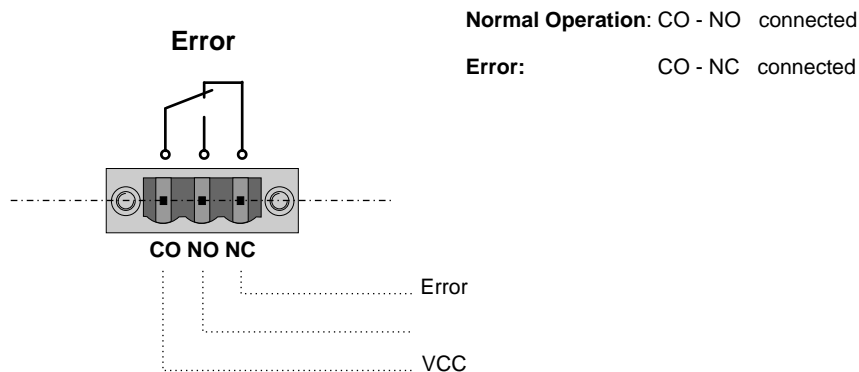 Normal Operation: CO - NO connected
Error
Error: CO - NC connected
CO NO NC
Error
VCC